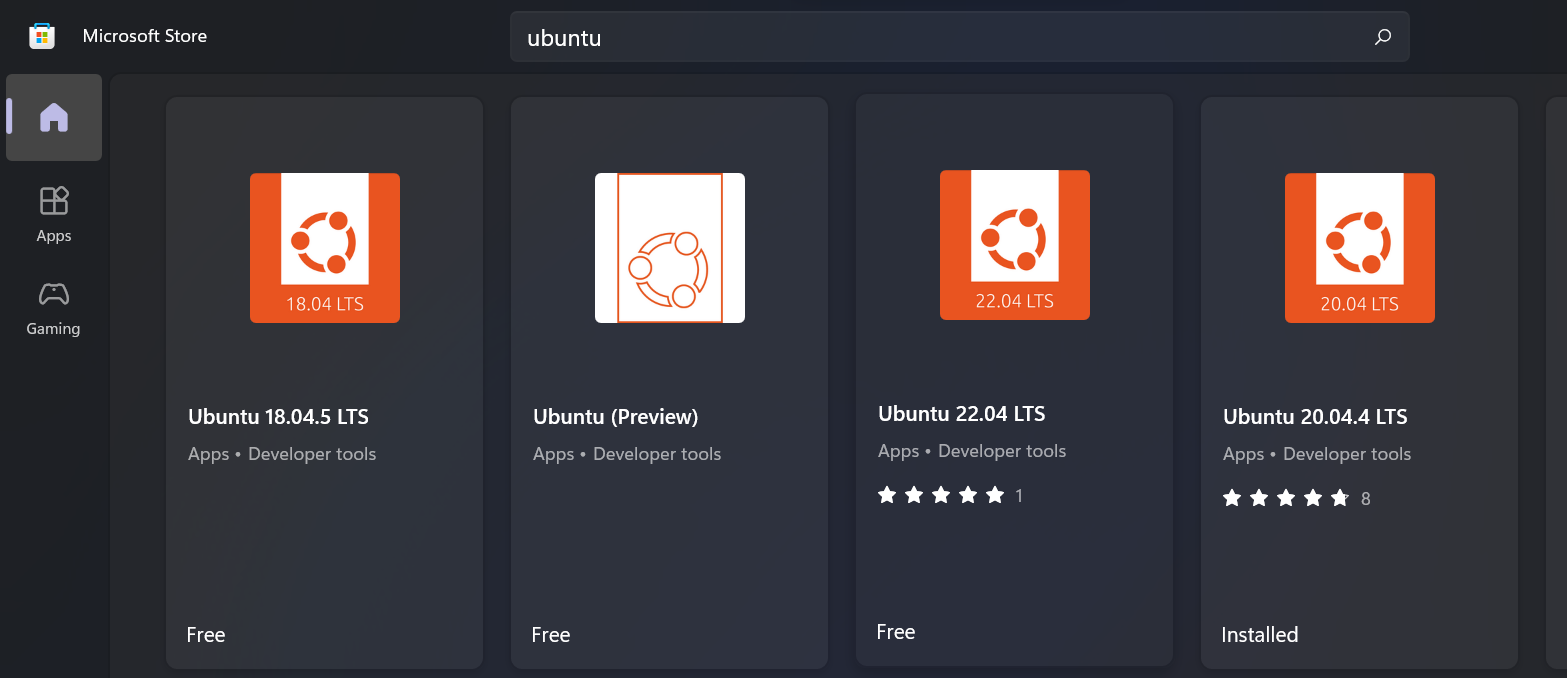 Microsoft Store
ubuntu
Apps
Gaming
18.04 LTS
Ubuntu 18.04.5 LTS
Apps • Developer tools
Free
Ubuntu (Preview)
Apps • Developer tools
Free
22.04 LTS
Ubuntu 22.04 LTS
Apps • Developer tools
1
Free
20.04 LTS
Ubuntu 20.04.4 LTS
Apps • Developer tools
8
Installed